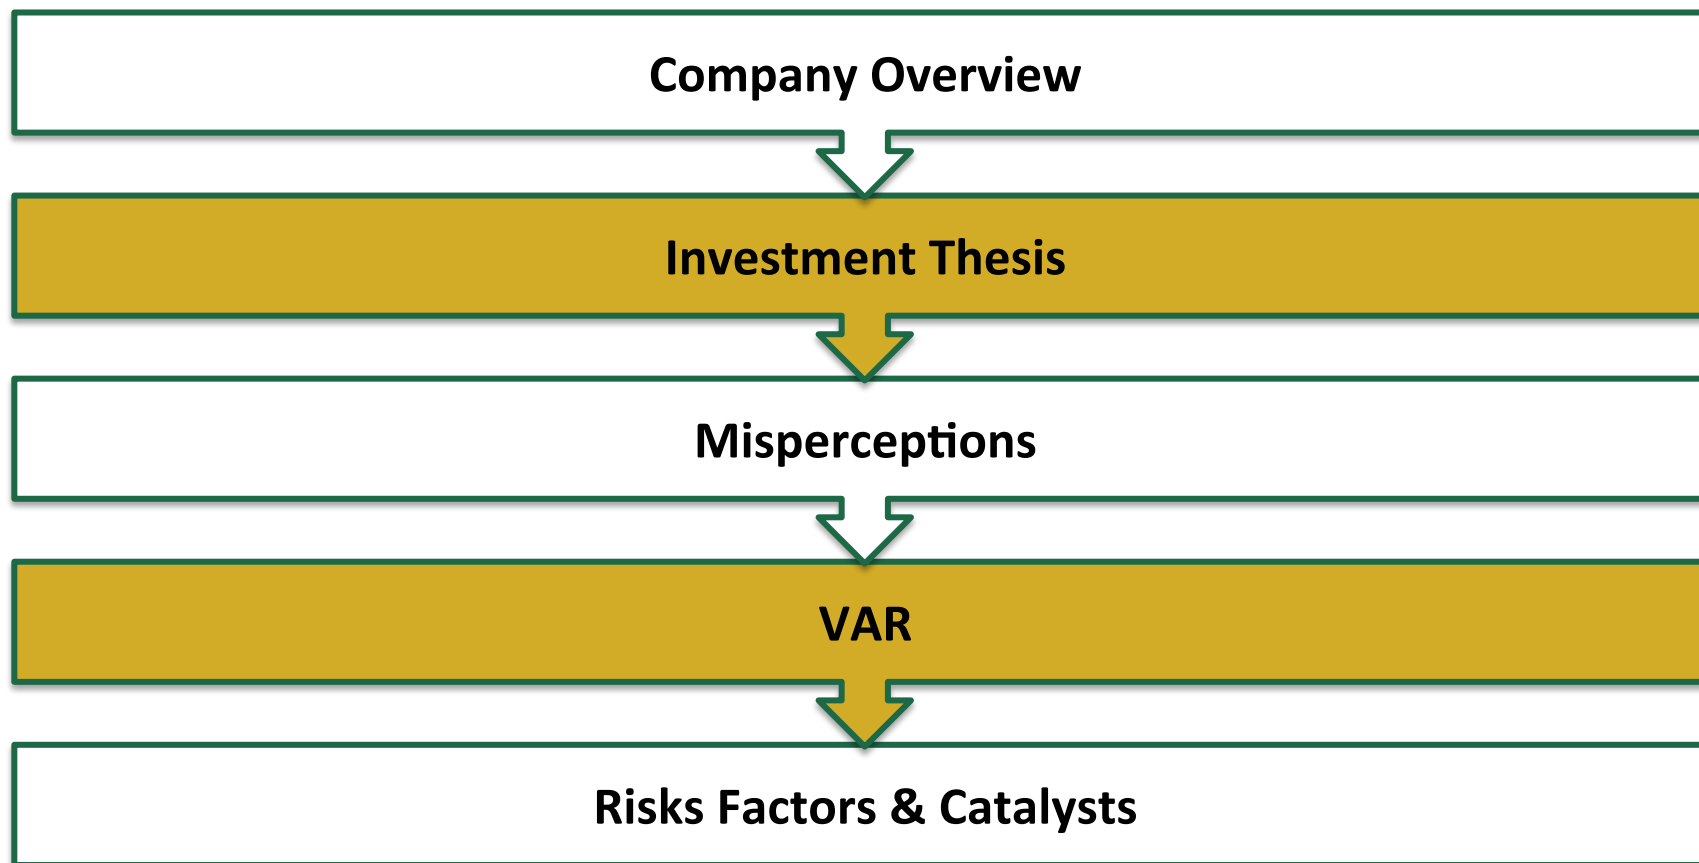 Company Overview
Investment Thesis
Misperceptions
VAR
Risks Factors & Catalysts